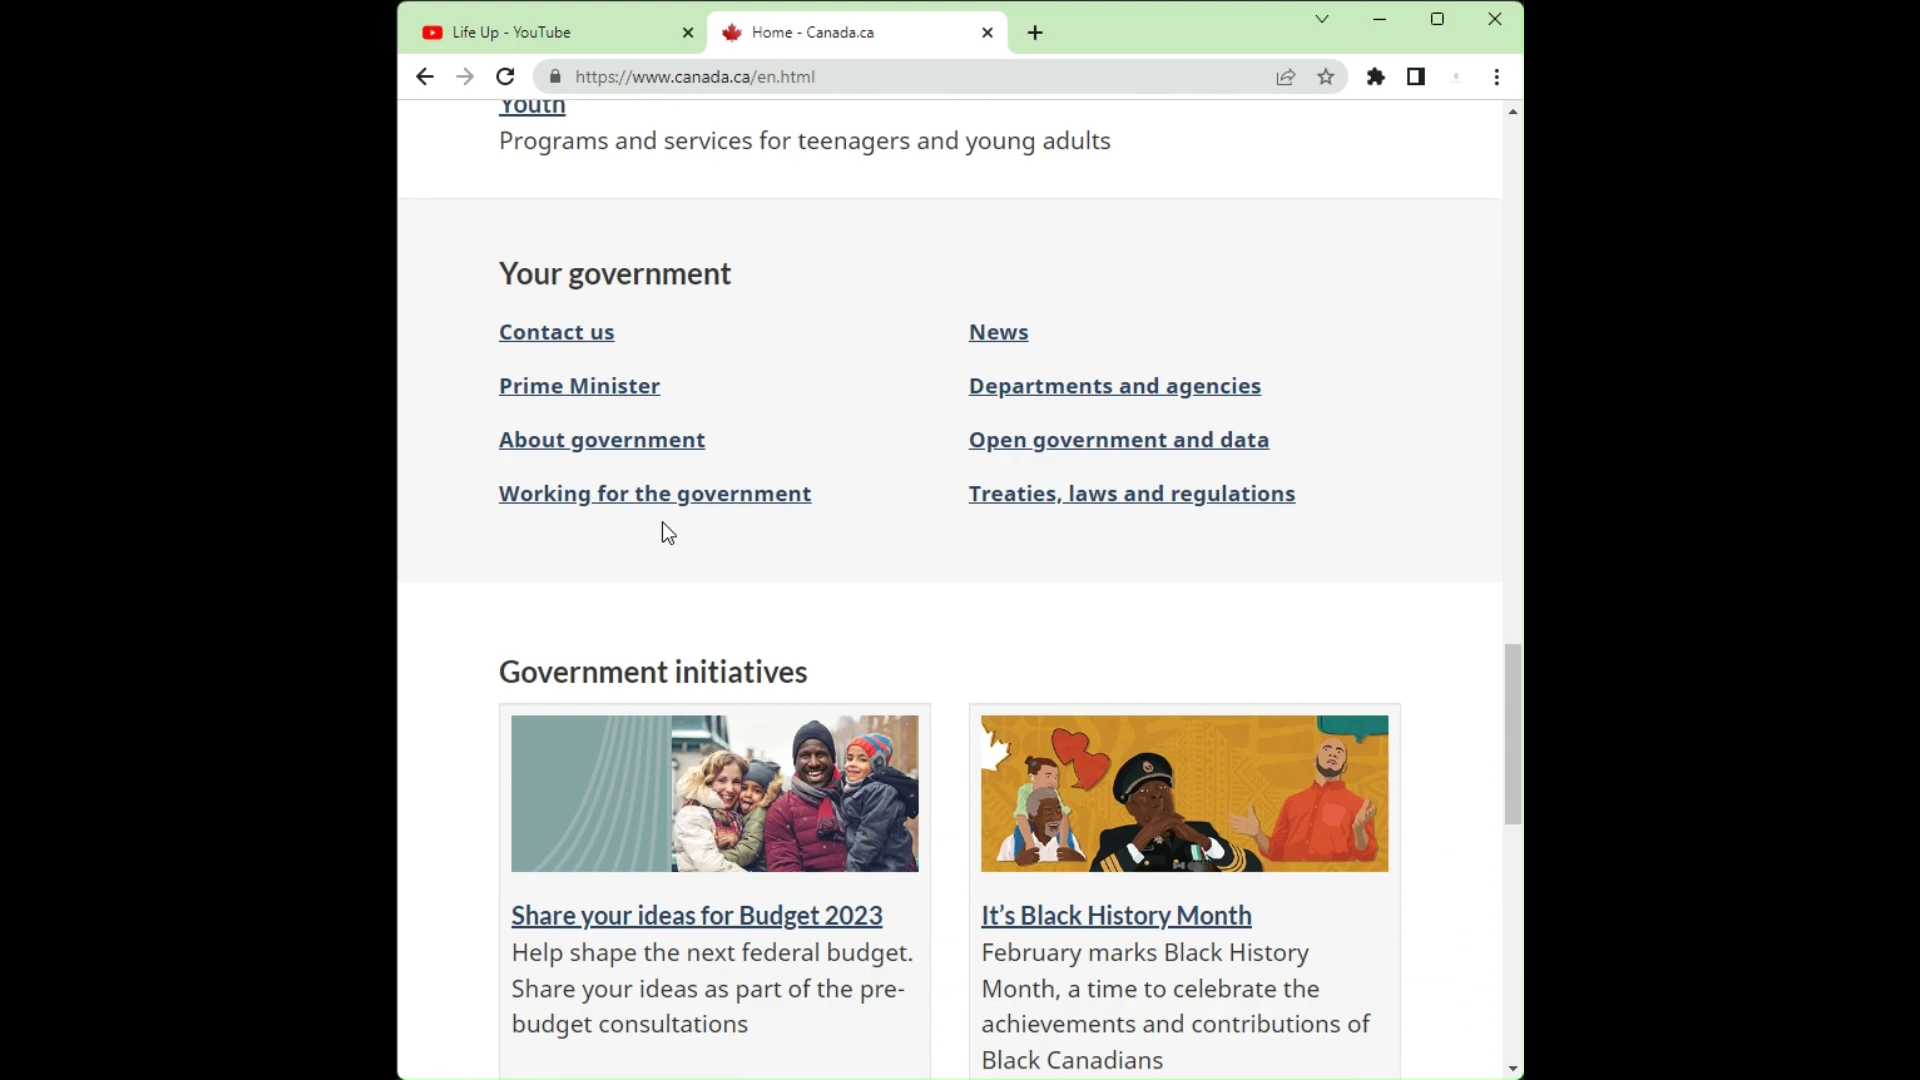 Life Up - YouTube
Home - Canada.ca
https://www.canada.ca/en.html
Youth
Programs and services for teenagers and young adults
Your government
Contact us
News
Prime Minister
Departments and agencies
About government
Open government and data
Working for the government
Treaties, laws and regulations
Government initiatives
Share your ideas for Budget 2023
Help shape the next federal budget.
Share your ideas as part of the pre-
budget consultations
It’s Black History Month
February marks Black History
Month, a time to celebrate the
achievements and contributions of
Black Canadians